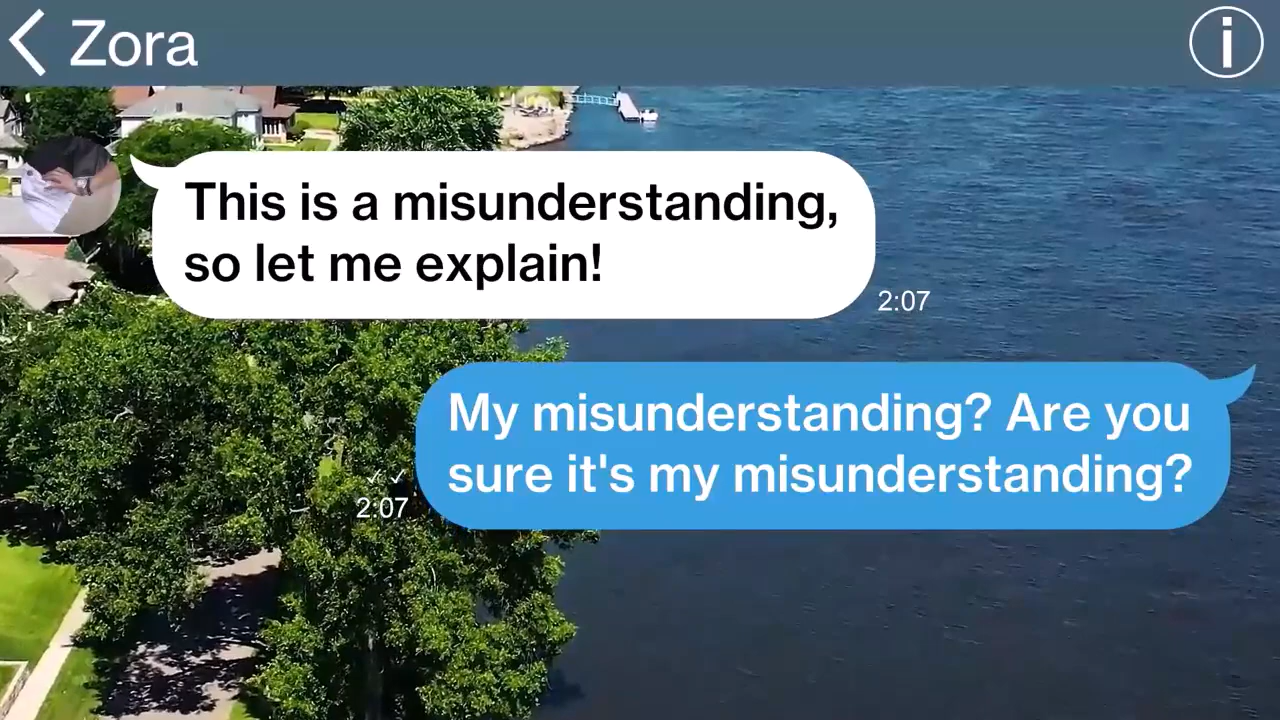 Zora
This is a misunderstanding,
so let me explain!
2:07
My misunderstanding? Are you
sure it's my misunderstanding?
2:07